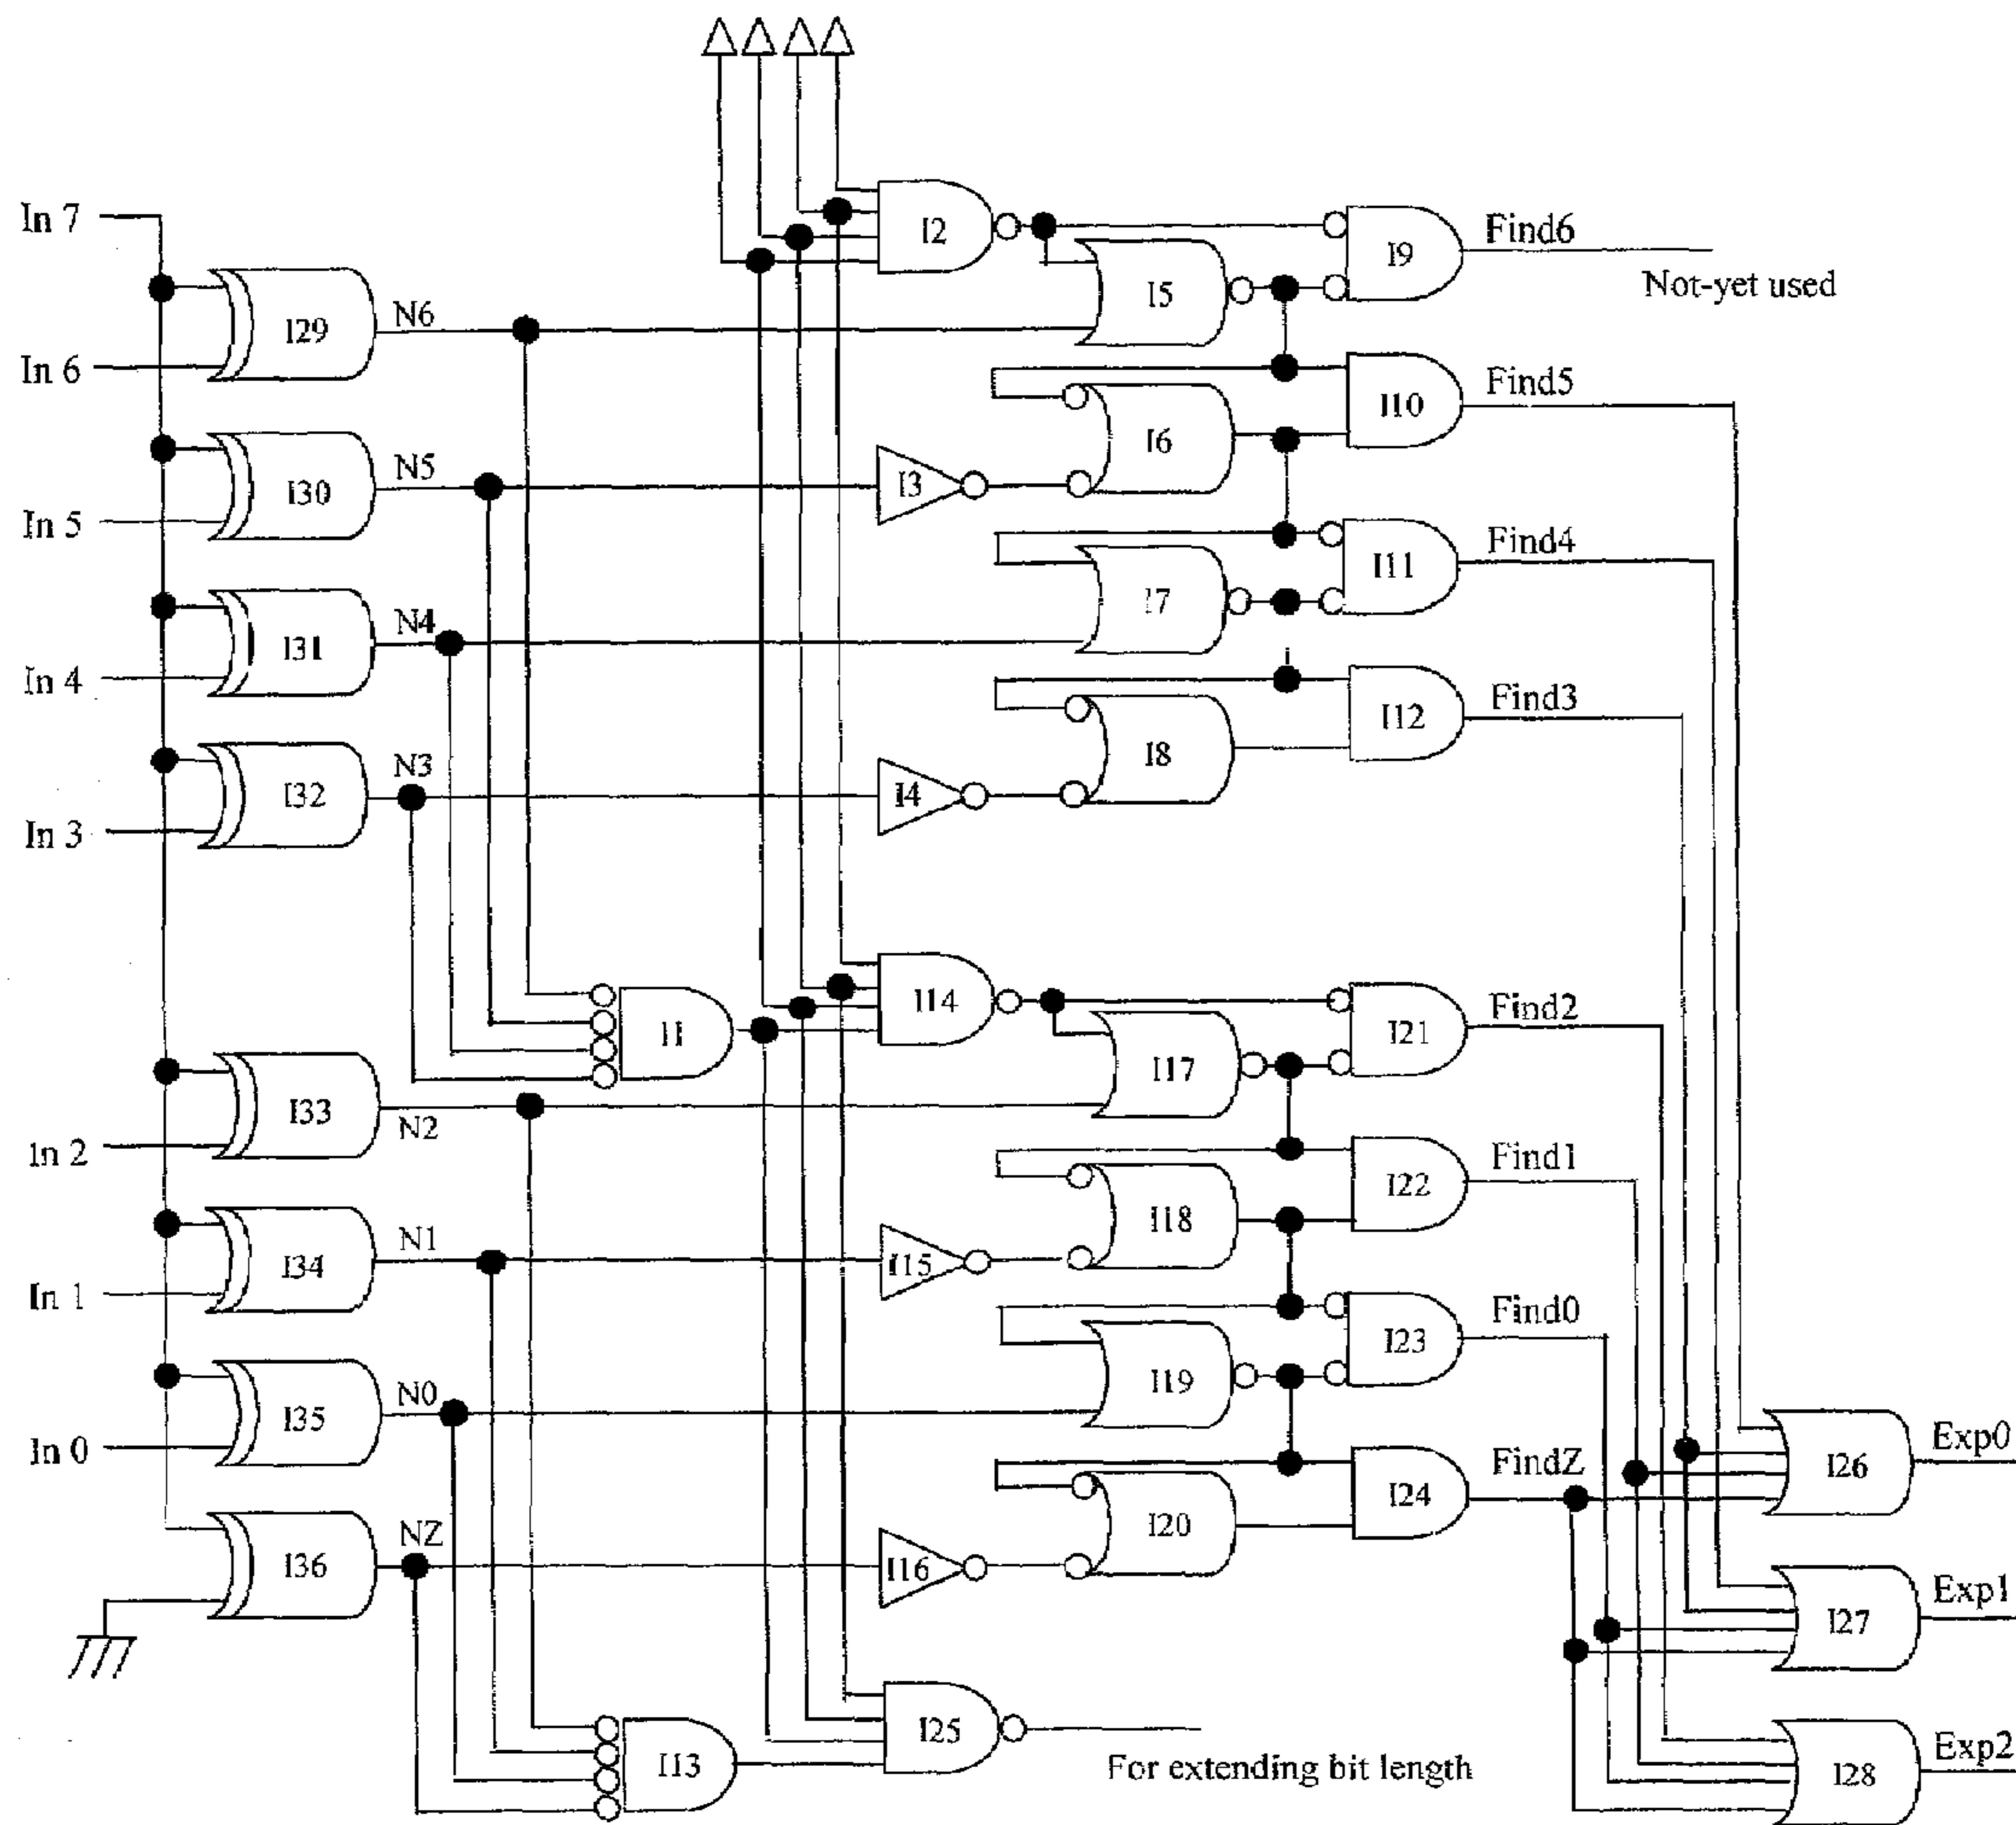 In 7
I2
I9
Find6
Not-yet used
I5
I29
N6
In 6
I10
Find5
I6
I30
N5
I3
In 5
I11
Find4
I7
I31
N4
In 4
I12
Find3
I8
I32
N3
I4
In 3
I14
I21
Find2
I1
I17
I33
N2
In 2
I22
Find1
I18
I34
N1
I15
In 1
I23
Find0
I19
I35
N0
In 0
I24
FindZ
I26
Exp0
I20
I36
NZ
I16
I27
Exp1
I25
I13
For extending bit length
I28
Exp2